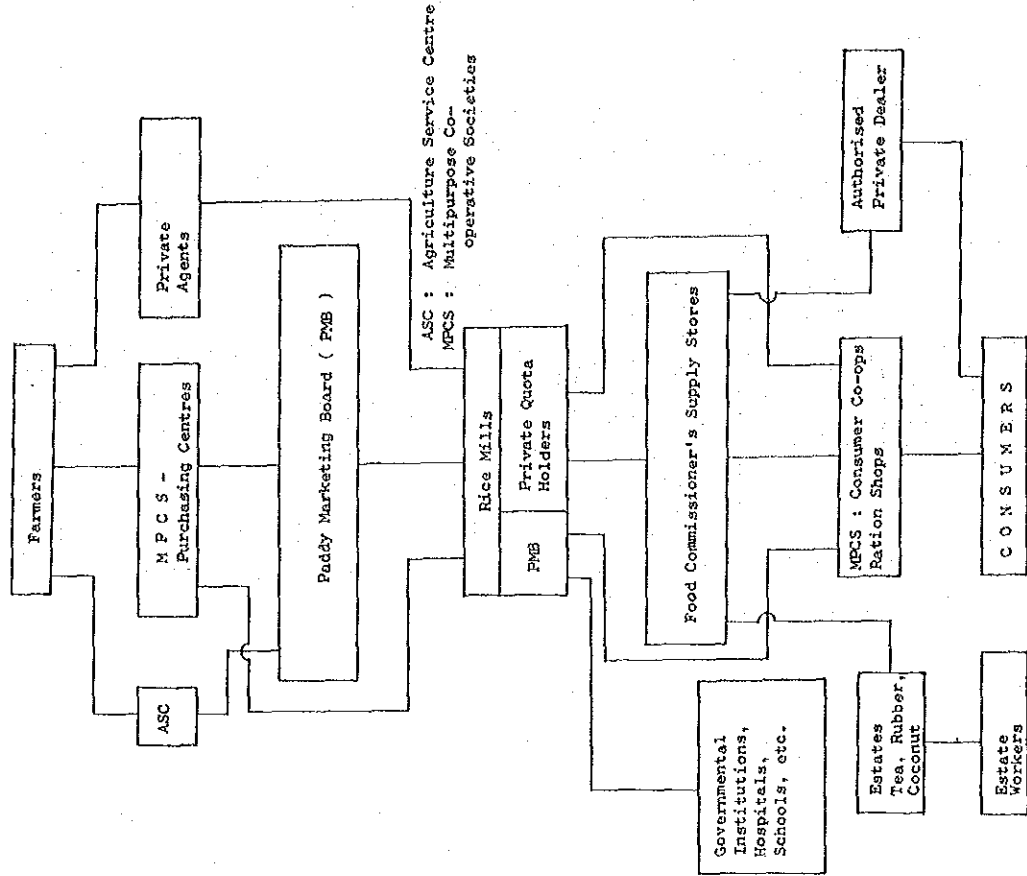 Farmers
ASC
M P C S -
Purchasing Centres
Private
Agents
Paddy Marketing Board ( PMB )
ASC : Agriculture Service Centre
MPCS : Multipurpose Co-
operative Societies
Rice Mills
PMB
Private Quota
Holders
Governmental
Institutions,
Hospitals,
Schools, etc.
Food Commissioner's Supply Stores
Estates
Tea, Rubber,
Coconut
MPCS : Consumer Co-ops
Ration Shops
Authorised
Private Dealer
Estate
Workers
C O N S U M E R S